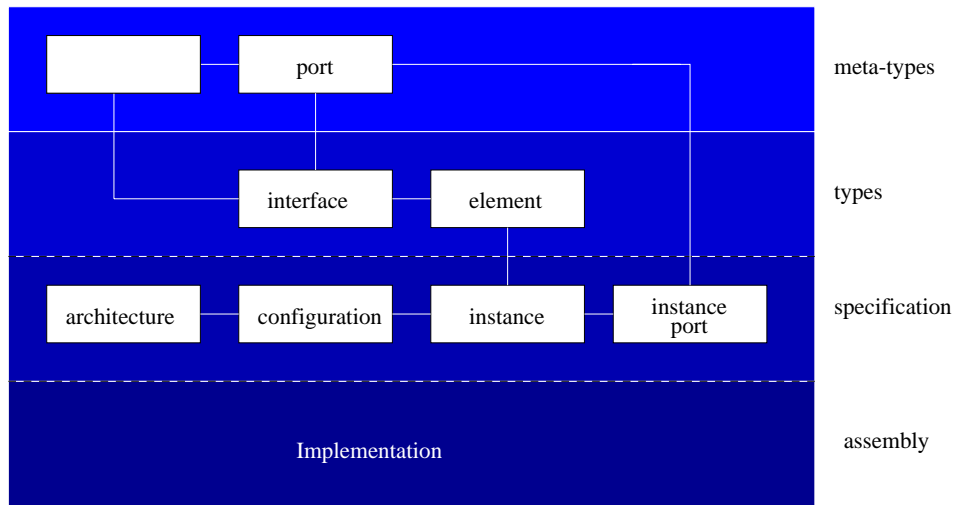 port
meta-types
interface
element
types
architecture
configuration
instance
instance
port
specification
Implementation
assembly